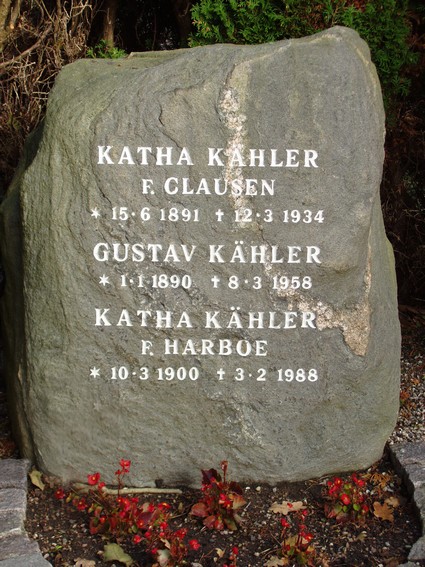 KATHA KÄHLER
F. CLAUSEN
* 15·6 1891 † 12·3 1934
GUSTAV KÄHLER
* 1·1 1890 † 8·3 1958
KATHA KÄHLER
F. HARBOE
* 10·3 1900 † 3·2 1988